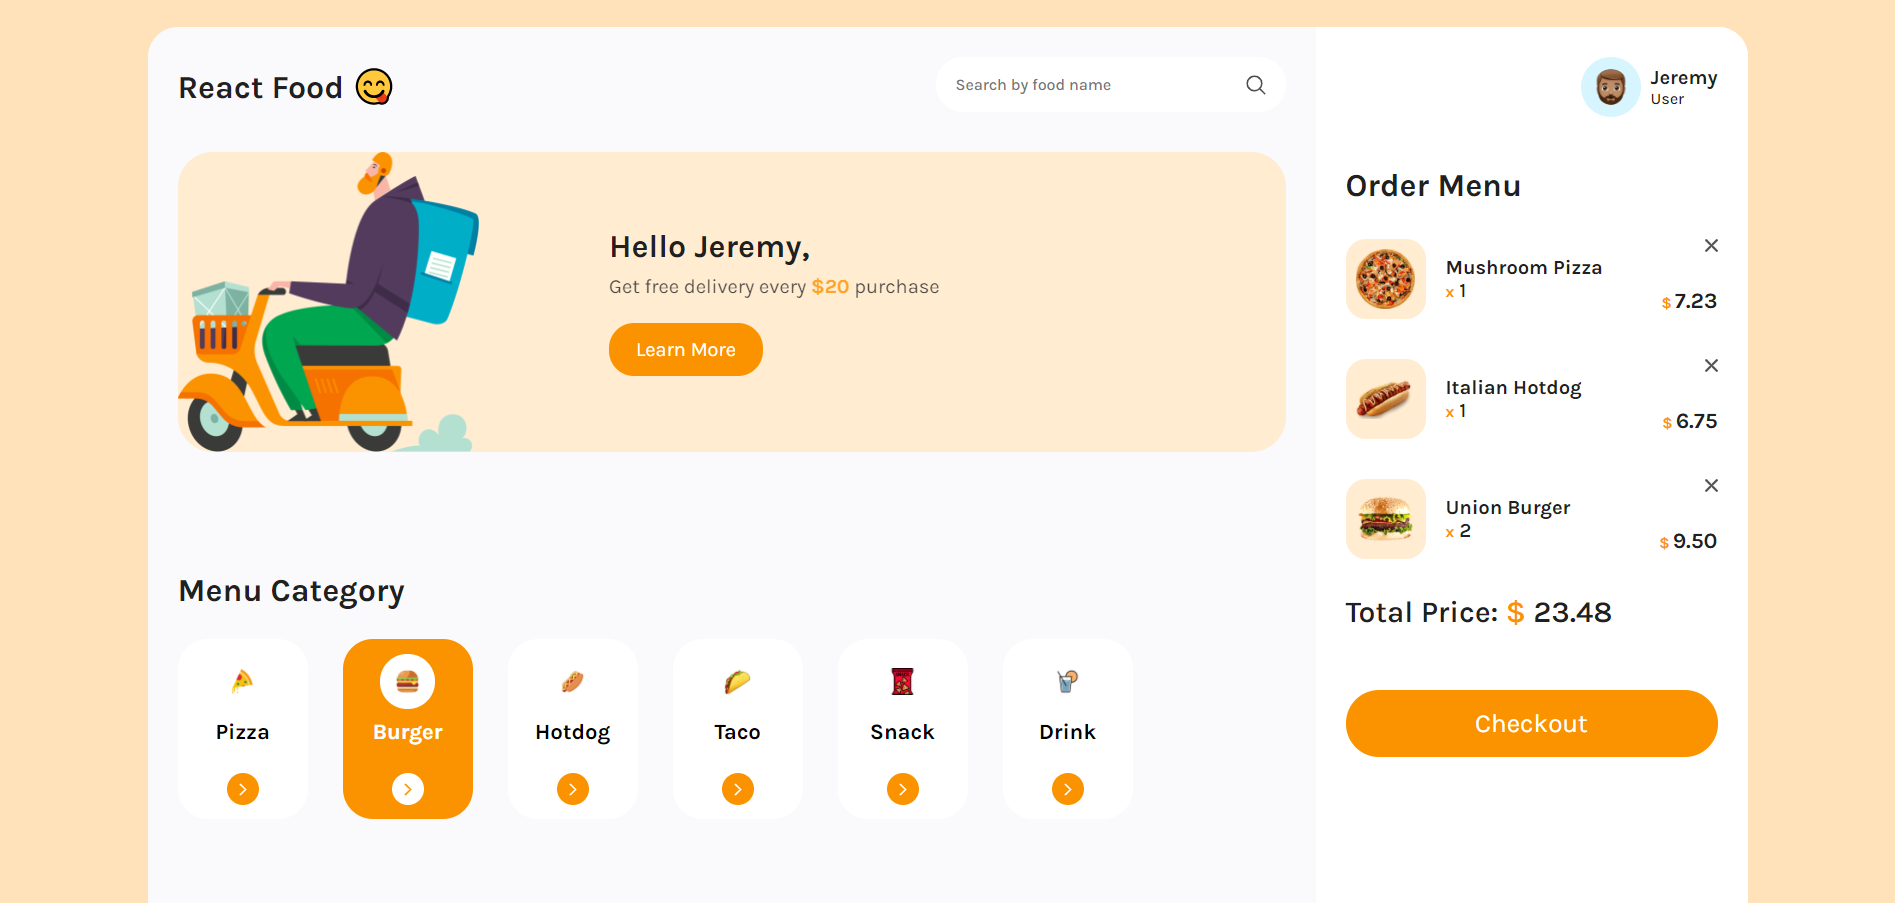 React Food
Search by food name
Jeremy
User
Hello Jeremy,
Get free delivery every $20 purchase
Learn More
Menu Category
Pizza
Burger
Hotdog
Taco
Snack
Drink
Order Menu
Mushroom Pizza
x 1
$ 7.23
Italian Hotdog
x 1
$ 6.75
Union Burger
x 2
$ 9.50
Total Price: $ 23.48
Checkout